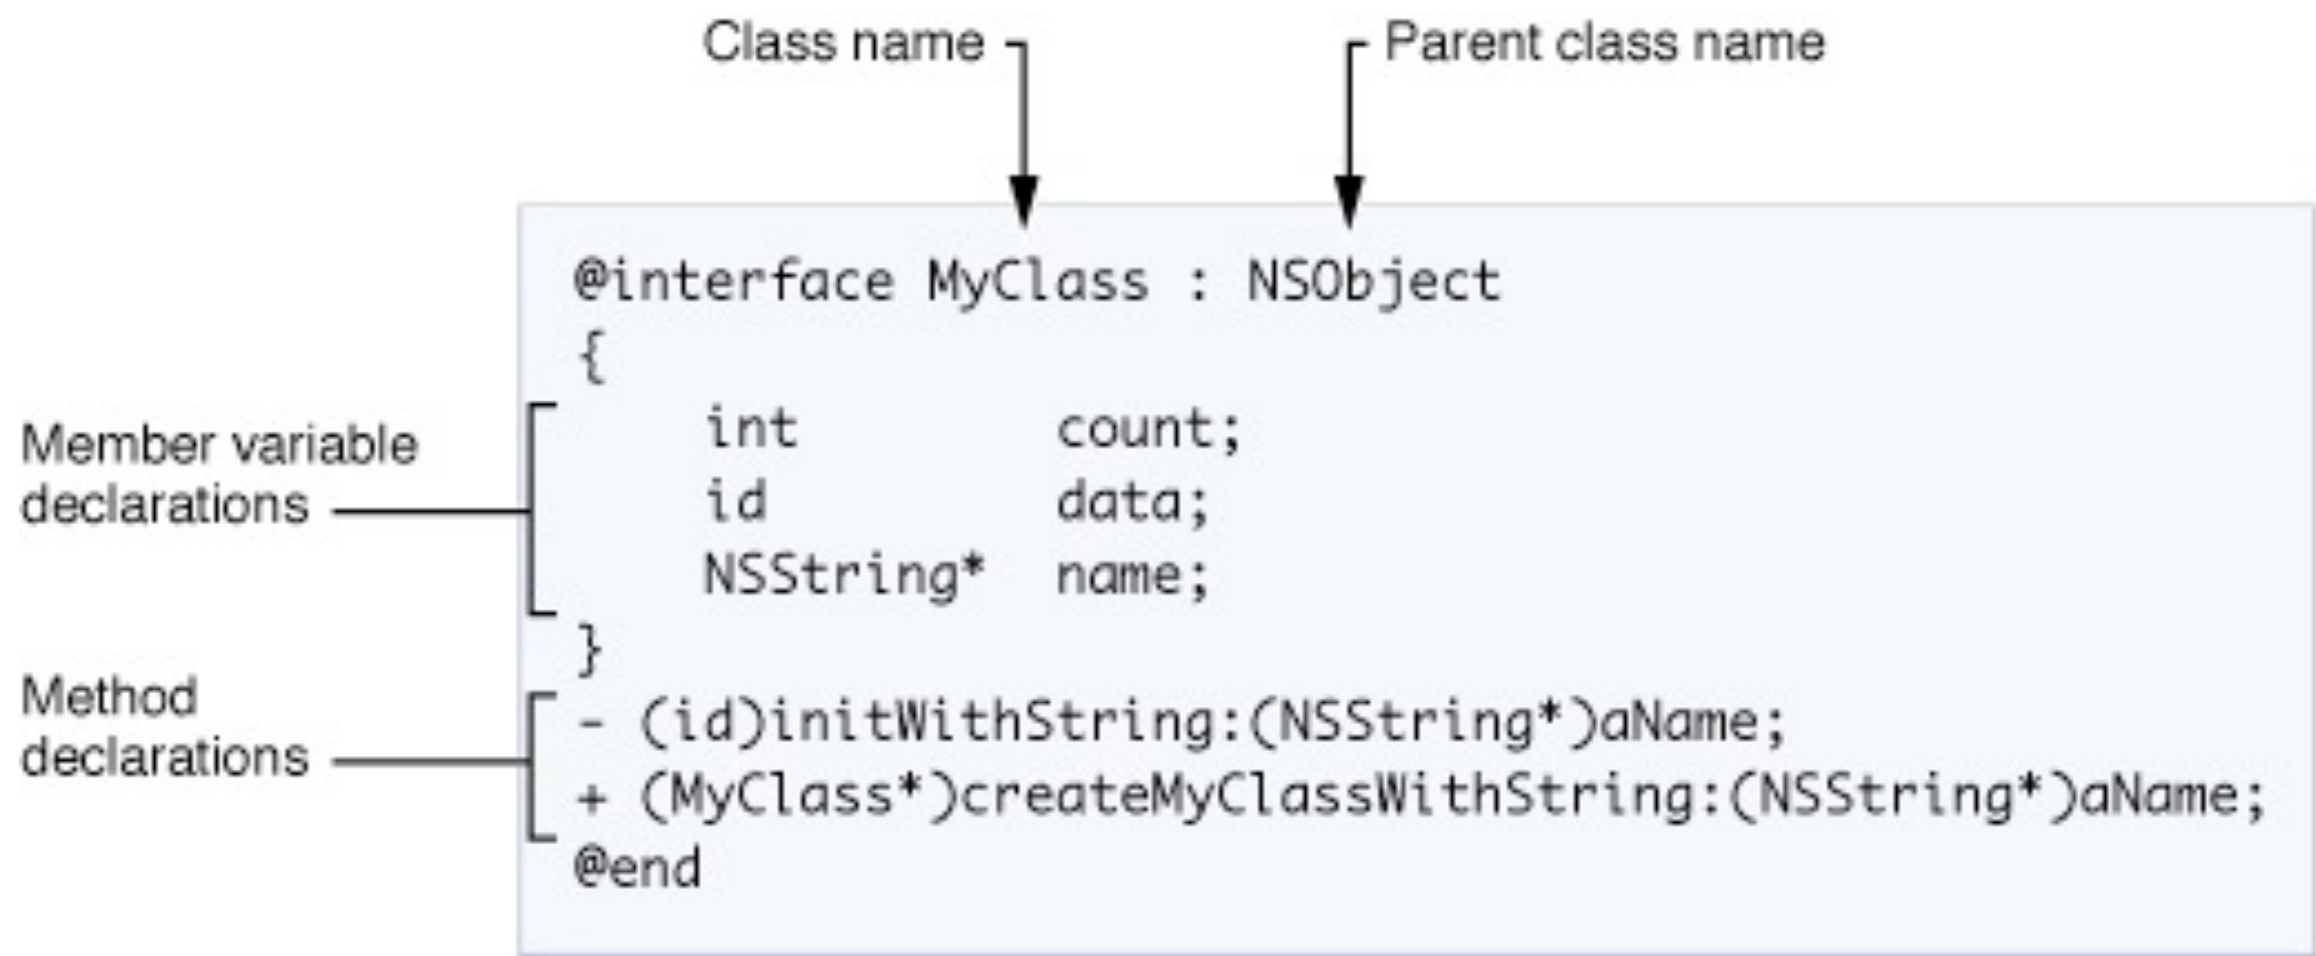 Class name
Parent class name
@interface MyClass : NSObject
{
Member variable
declarations
int count;
id data;
NSString* name;
}
Method
declarations
- (id)initWithString:(NSString*)aName;
+ (MyClass*)createMyClassWithString:(NSString*)aName;
@end